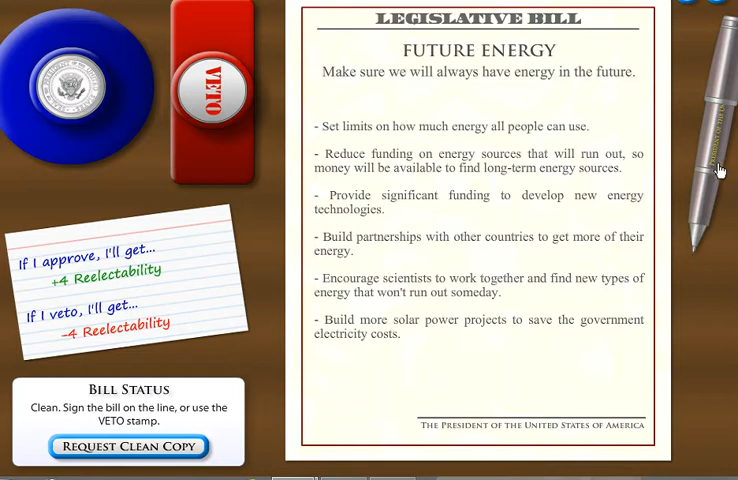 LEGISLATIVE BILL
FUTURE ENERGY
Make sure we will always have energy in the future.
- Set limits on how much energy all people can use.
- Reduce funding on energy sources that will run out, so
money will be available to find long-term energy sources.
- Provide significant funding to develop new energy
technologies.
- Build partnerships with other countries to get more of their
energy.
- Encourage scientists to work together and find new types of
energy that won't run out someday.
- Build more solar power projects to save the government
electricity costs.
THE PRESIDENT OF THE UNITED STATES OF AMERICA
VETO
If I approve, I'll get...
+4 Reelectability
If I veto, I'll get...
-4 Reelectability
BILL STATUS
Clean. Sign the bill on the line, or use the
VETO stamp.
REQUEST CLEAN COPY